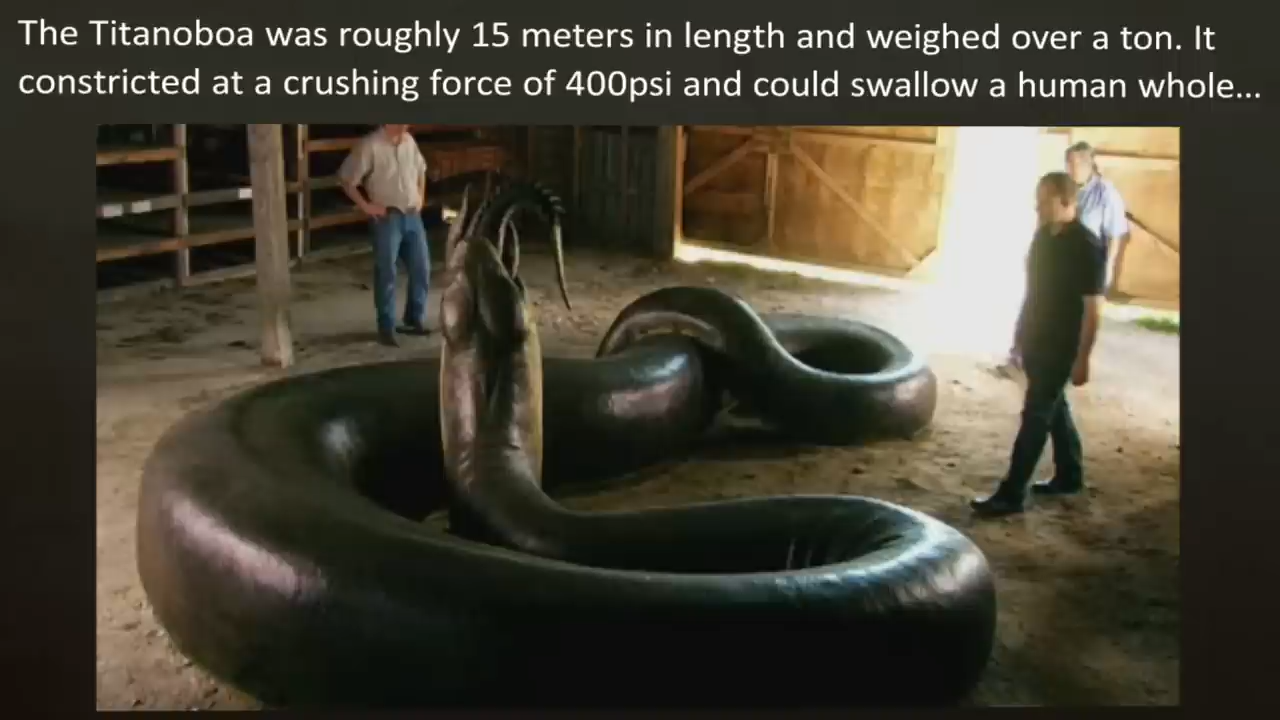 The Titanoboa was roughly 15 meters in length and weighed over a ton. It
constricted at a crushing force of 400psi and could swallow a human whole...